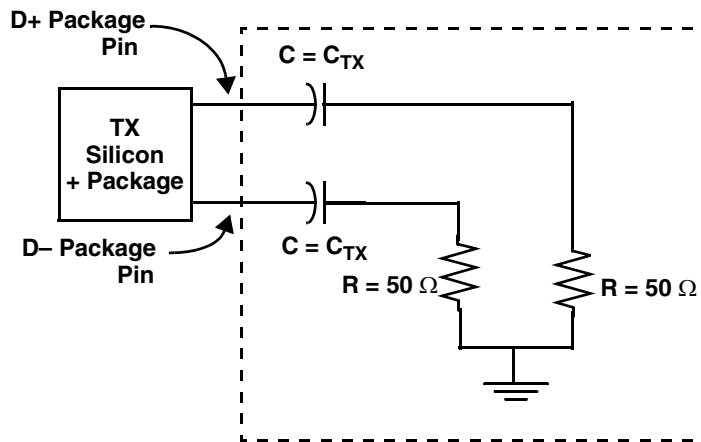 D+ Package
Pin
C = CTX
TX
Silicon
+ Package
D– Package
Pin
C = CTX
R = 50 Ω
R = 50 Ω